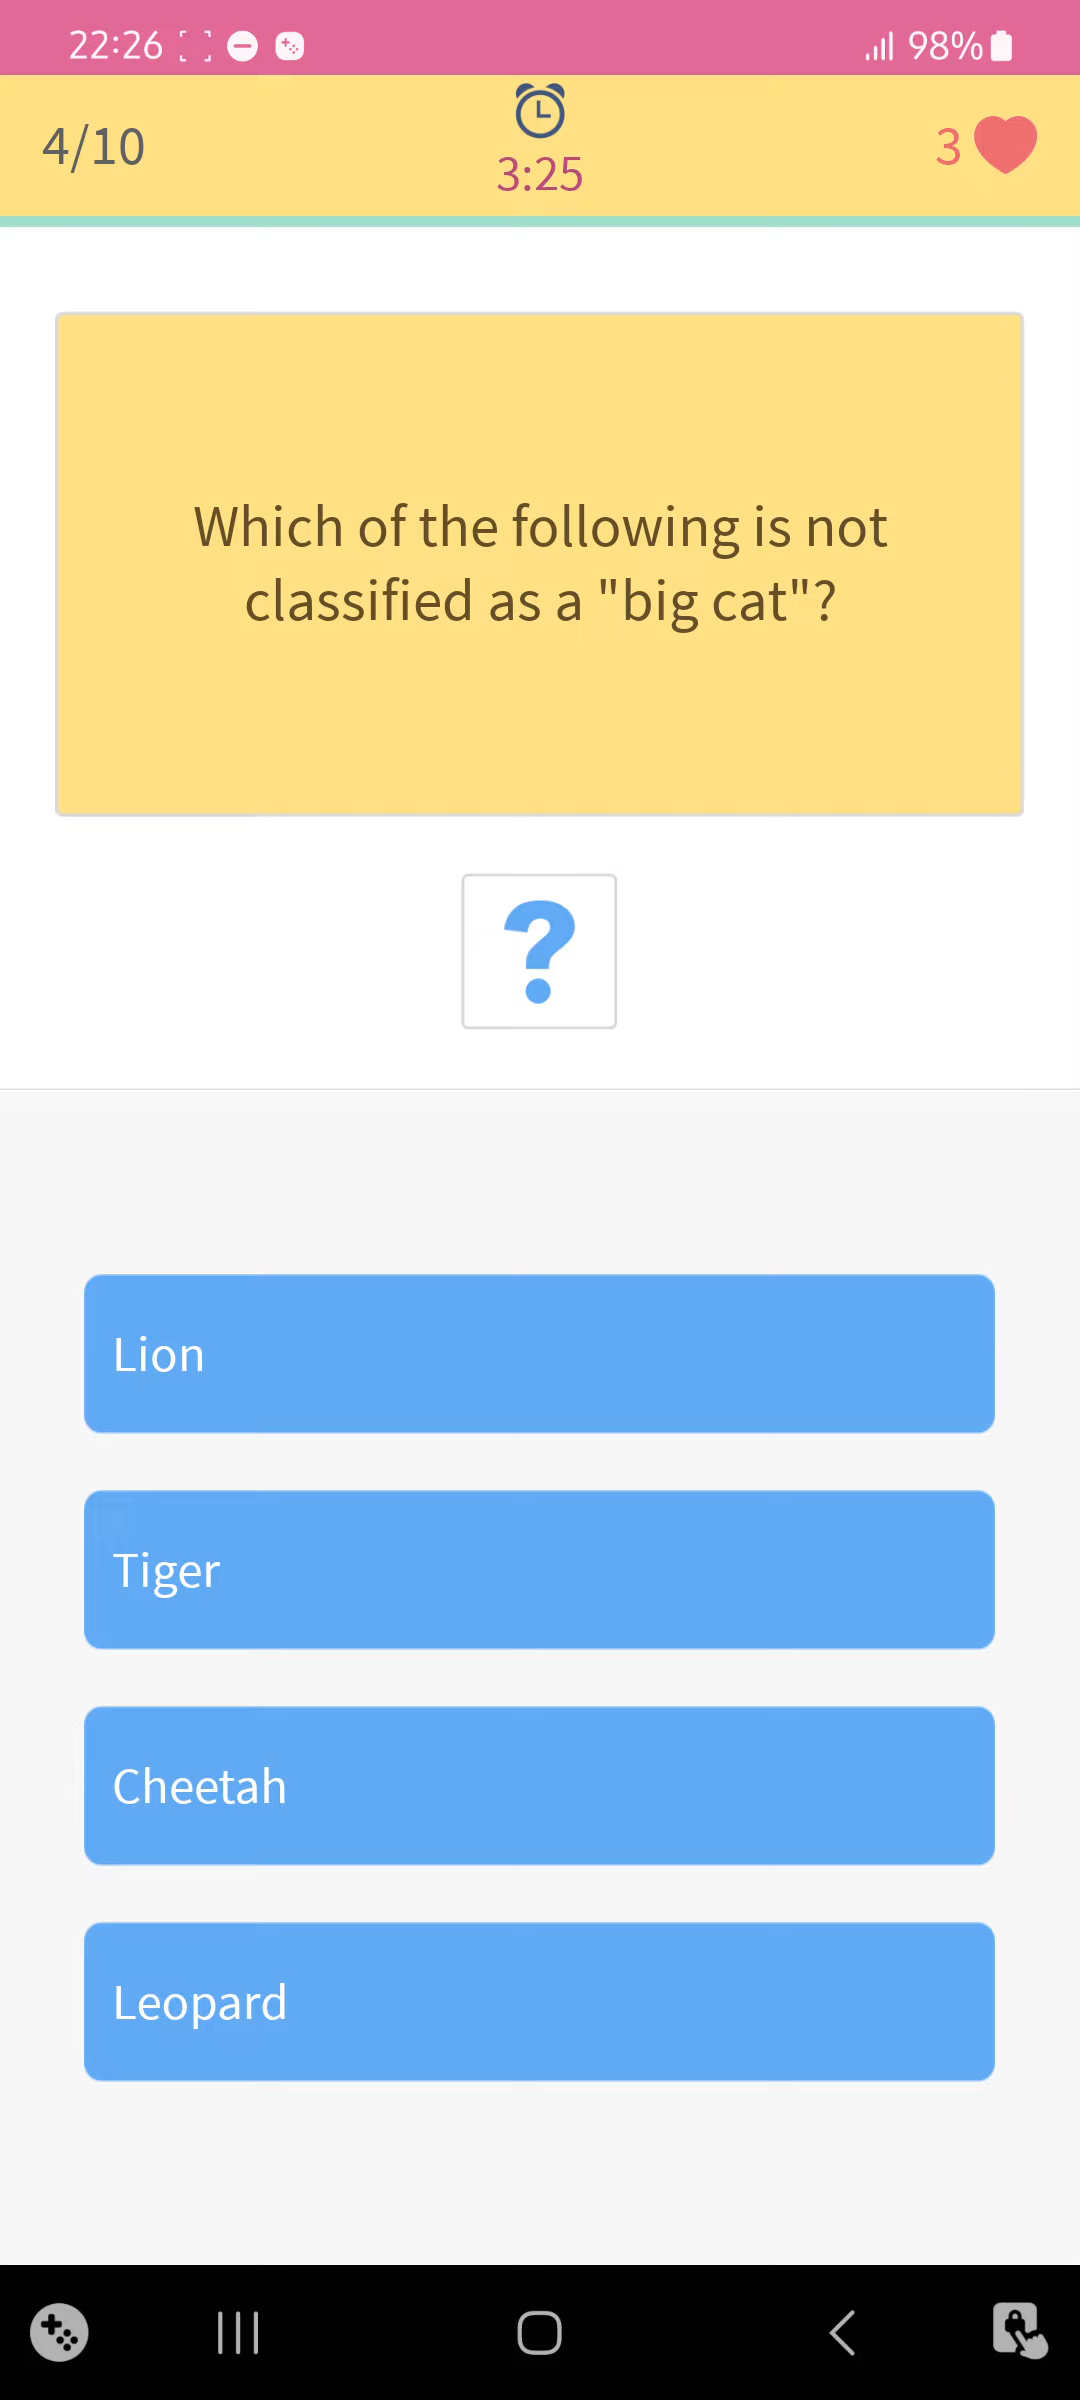 22:26
98%
4/10
3:25
3
Which of the following is not
classified as a "big cat"?
?
Lion
Tiger
Cheetah
Leopard